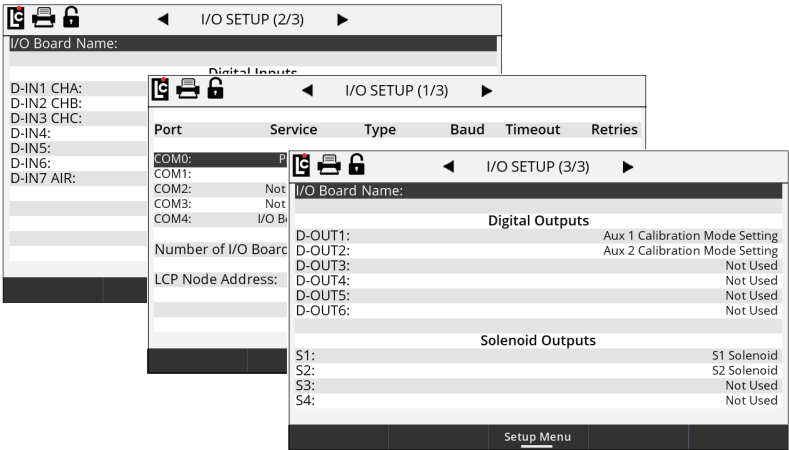 I/O SETUP (2/3)
I/O Board Name:
Digital Inputs
D-IN1 CHA:
D-IN2 CHB:
D-IN3 CHC:
D-IN4:
D-IN5:
D-IN6:
D-IN7 AIR:
LC I/O SETUP (1/3)
Port Service Type Baud Timeout Retries
COM0: P
COM1:
COM2: Not
COM3: Not
COM4: I/O
Number of I/O Board
LCP Node Address:
LC I/O SETUP (3/3)
I/O Board Name:
Digital Outputs
D-OUT1: Aux 1 Calibration Mode Setting
D-OUT2: Aux 2 Calibration Mode Setting
D-OUT3: Not Used
D-OUT4: Not Used
D-OUT5: Not Used
D-OUT6: Not Used
Solenoid Outputs
S1: S1 Solenoid
S2: S2 Solenoid
S3: Not Used
S4: Not Used
Setup Menu